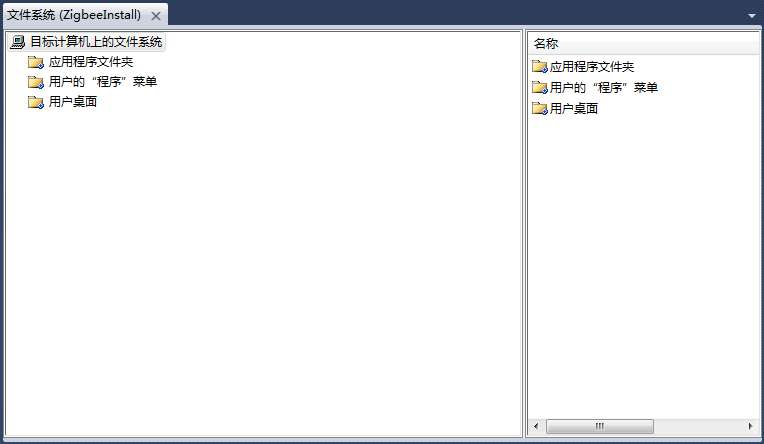 文件系统 (ZigbeeInstall)
目标计算机上的文件系统
应用程序文件夹
用户的“程序”菜单
用户桌面
名称
应用程序文件夹
用户的“程序”菜单
用户桌面